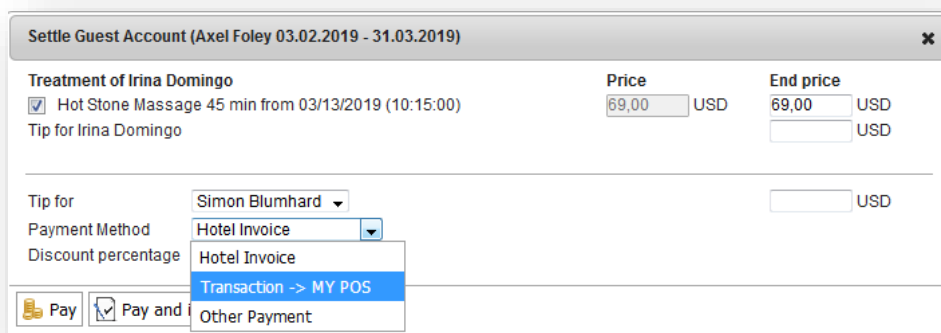 Settle Guest Account (Axel Foley 03.02.2019 - 31.03.2019)
Treatment of Irina Domingo Price End price
Hot Stone Massage 45 min from 03/13/2019 (10:15:00) 69,00 USD 69,00 USD
Tip for Irina Domingo USD
Tip for Simon Blumhard USD
Payment Method Hotel Invoice
Discount percentage Hotel Invoice
Transaction -> MY POS
Pay Pay and Other Payment